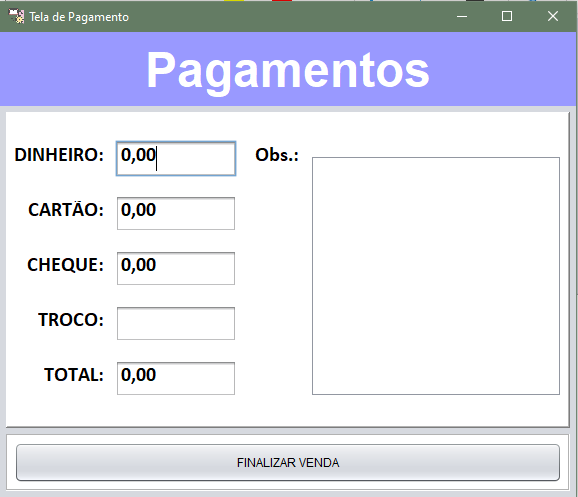 Tela de Pagamento
Pagamentos
DINHEIRO: 0,00 Obs.:
CARTÃO: 0,00
CHEQUE: 0,00
TROCO:
TOTAL: 0,00
FINALIZAR VENDA